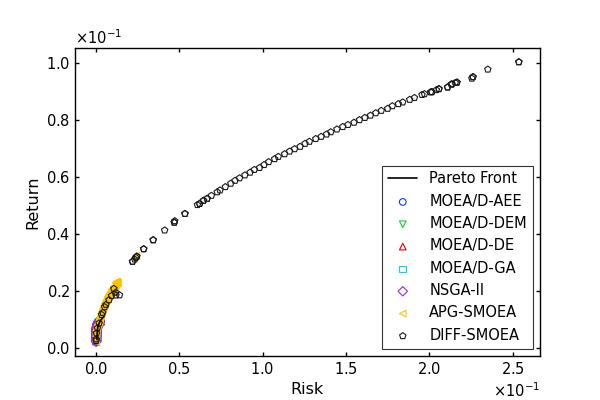 ×10⁻¹
1.0
0.8
0.6
0.4
0.2
0.0
Return
Pareto Front
MOEA/D-AEE
MOEA/D-DEM
MOEA/D-DE
MOEA/D-GA
NSGA-II
APG-SMOEA
DIFF-SMOEA
0.0 0.5 1.0 1.5 2.0 2.5
Risk
×10⁻¹